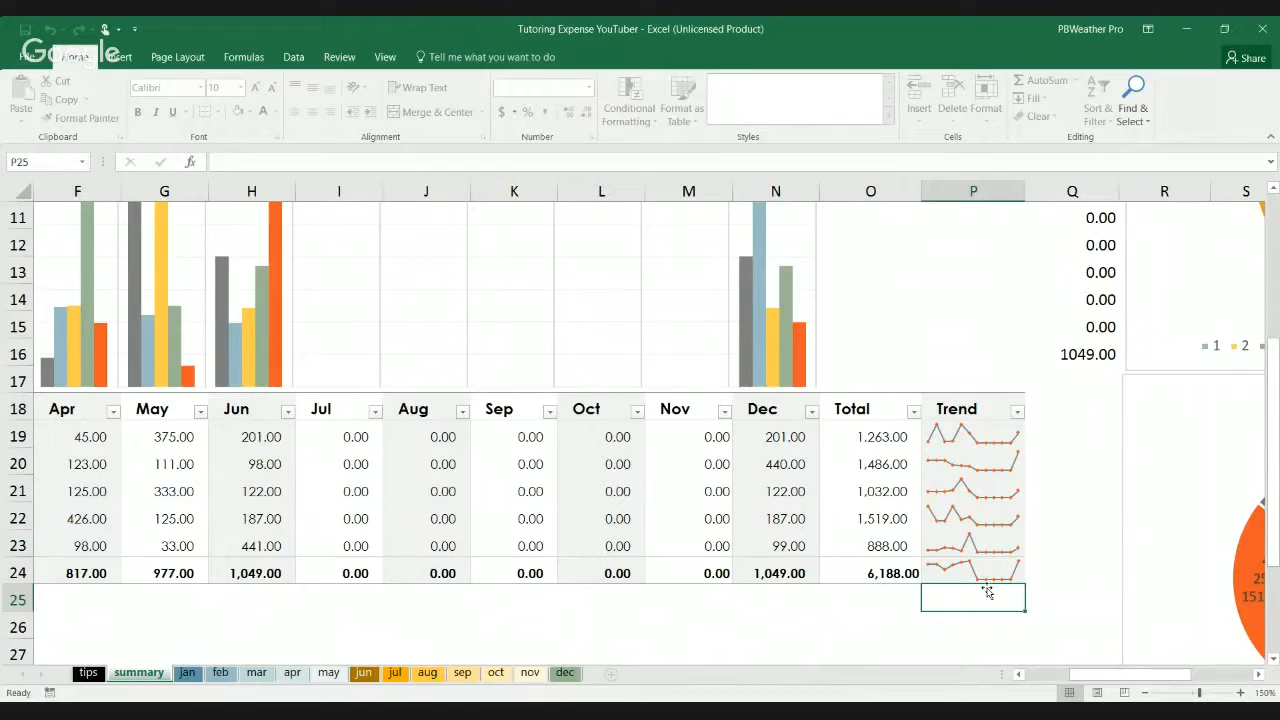 Tutoring Expense YouTuber - Excel (Unlicensed Product)
PBWeather Pro
Google
Home
Insert
Page Layout
Formulas
Data
Review
View
Tell me what you want to do
Share
Paste
Cut
Copy
Format Painter
Clipboard
Calibri
B I U
Font
Wrap Text
Merge & Center
Alignment
$ % ,
Number
Conditional Formatting
Format as Table
Styles
Insert
Delete
Format
Cells
AutoSum
Fill
Clear
Sort & Filter
Find & Select
Editing
P25
fx
F G H I J K L M N O P Q R S
11 0.00
12 0.00
13 0.00
14 0.00
15 0.00
16 1049.00 1 2
17
18 Apr May Jun Jul Aug Sep Oct Nov Dec Total Trend
19 45.00 375.00 201.00 0.00 0.00 0.00 0.00 0.00 201.00 1,263.00
20 123.00 111.00 98.00 0.00 0.00 0.00 0.00 0.00 440.00 1,486.00
21 125.00 333.00 122.00 0.00 0.00 0.00 0.00 0.00 122.00 1,032.00
22 426.00 125.00 187.00 0.00 0.00 0.00 0.00 0.00 187.00 1,519.00
23 98.00 33.00 441.00 0.00 0.00 0.00 0.00 0.00 99.00 888.00
24 817.00 977.00 1,049.00 0.00 0.00 0.00 0.00 0.00 1,049.00 6,188.00
25
26
27
tips summary jan feb mar apr may jun jul aug sep oct nov dec
Ready
150%